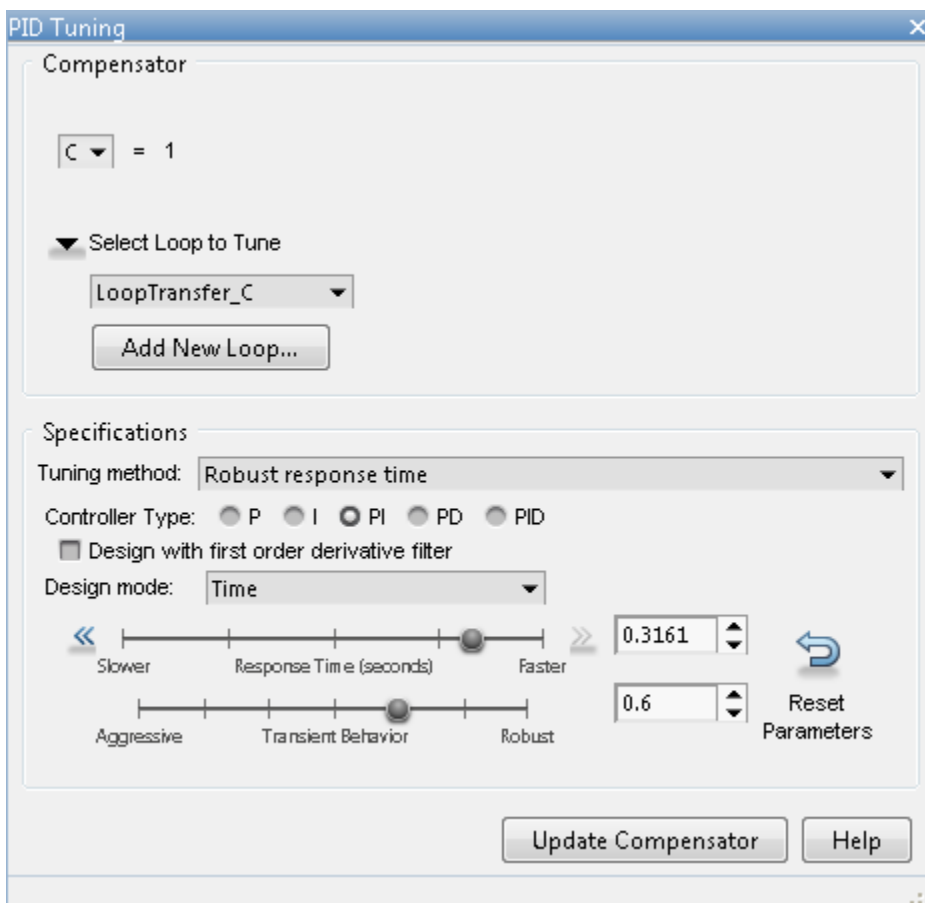 PID Tuning
Compensator
C = 1
Select Loop to Tune
LoopTransfer_C
Add New Loop...
Specifications
Tuning method: Robust response time
Controller Type: P I PI PD PID
Design with first order derivative filter
Design mode: Time
0.3161
Slower Response Time (seconds) Faster
0.6
Aggressive Transient Behavior Robust
Reset
Parameters
Update Compensator Help